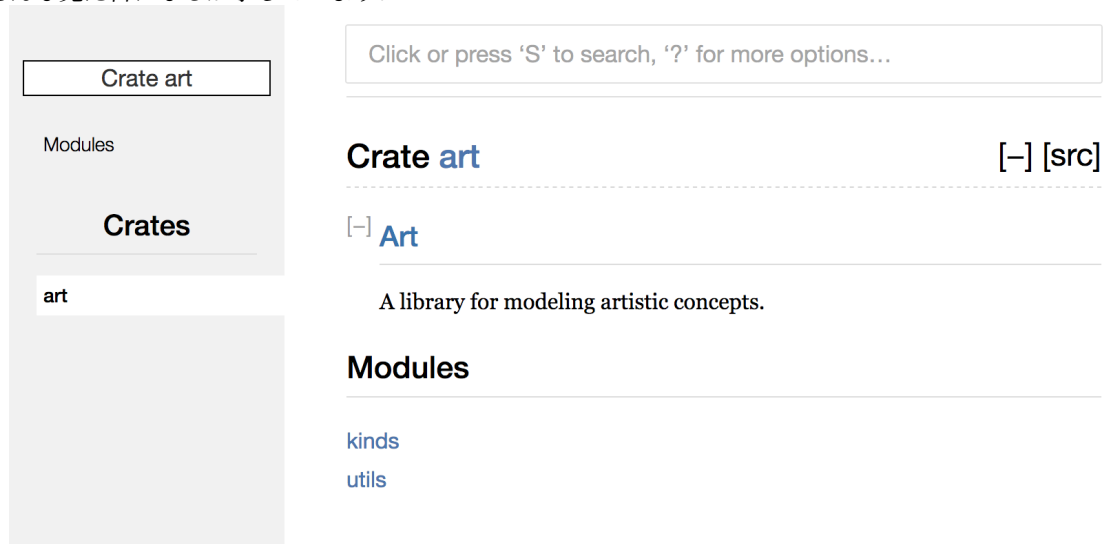 Click or press ‘S’ to search, ‘?’ for more options…
Crate art
Modules
Crates
art
Crate art
[–] [src]
[–] Art
A library for modeling artistic concepts.
Modules
kinds
utils